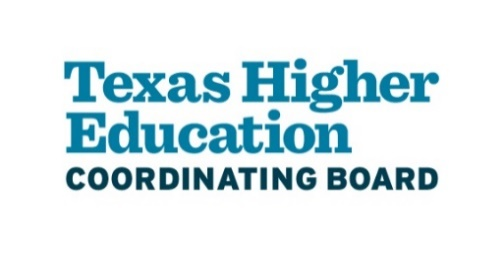 Texas Higher
Education
COORDINATING BOARD